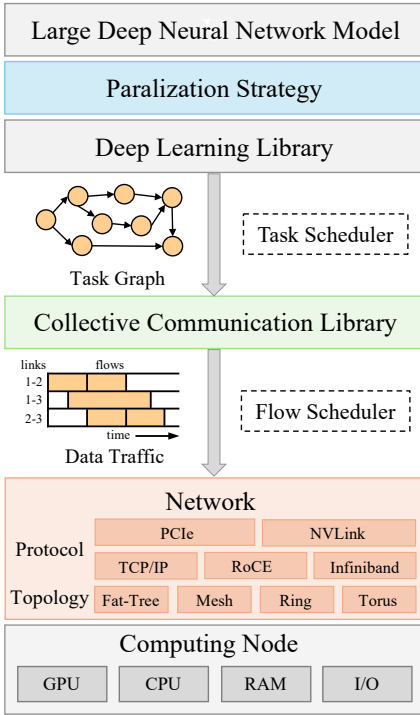 Large Deep Neural Network Model
Paralization Strategy
Deep Learning Library
Task Graph
Task Scheduler
Collective Communication Library
links flows
1-2
1-3
2-3
time
Data Traffic
Flow Scheduler
Network
Protocol
PCIe NVLink
TCP/IP RoCE Infiniband
Topology
Fat-Tree Mesh Ring Torus
Computing Node
GPU CPU RAM I/O